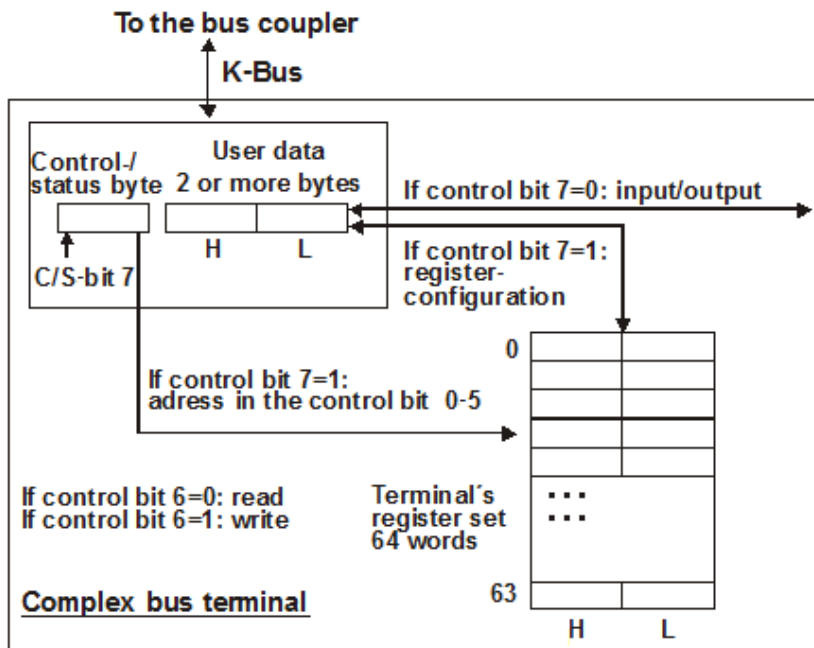 To the bus coupler
K-Bus
Control-/
status byte
User data
2 or more bytes
H
L
C/S-bit 7
If control bit 7=0: input/output
If control bit 7=1:
register-
configuration
0
If control bit 7=1:
adress in the control bit 0-5
If control bit 6=0: read
If control bit 6=1: write
Terminal´s
register set
64 words
...
...
63
Complex bus terminal
H
L